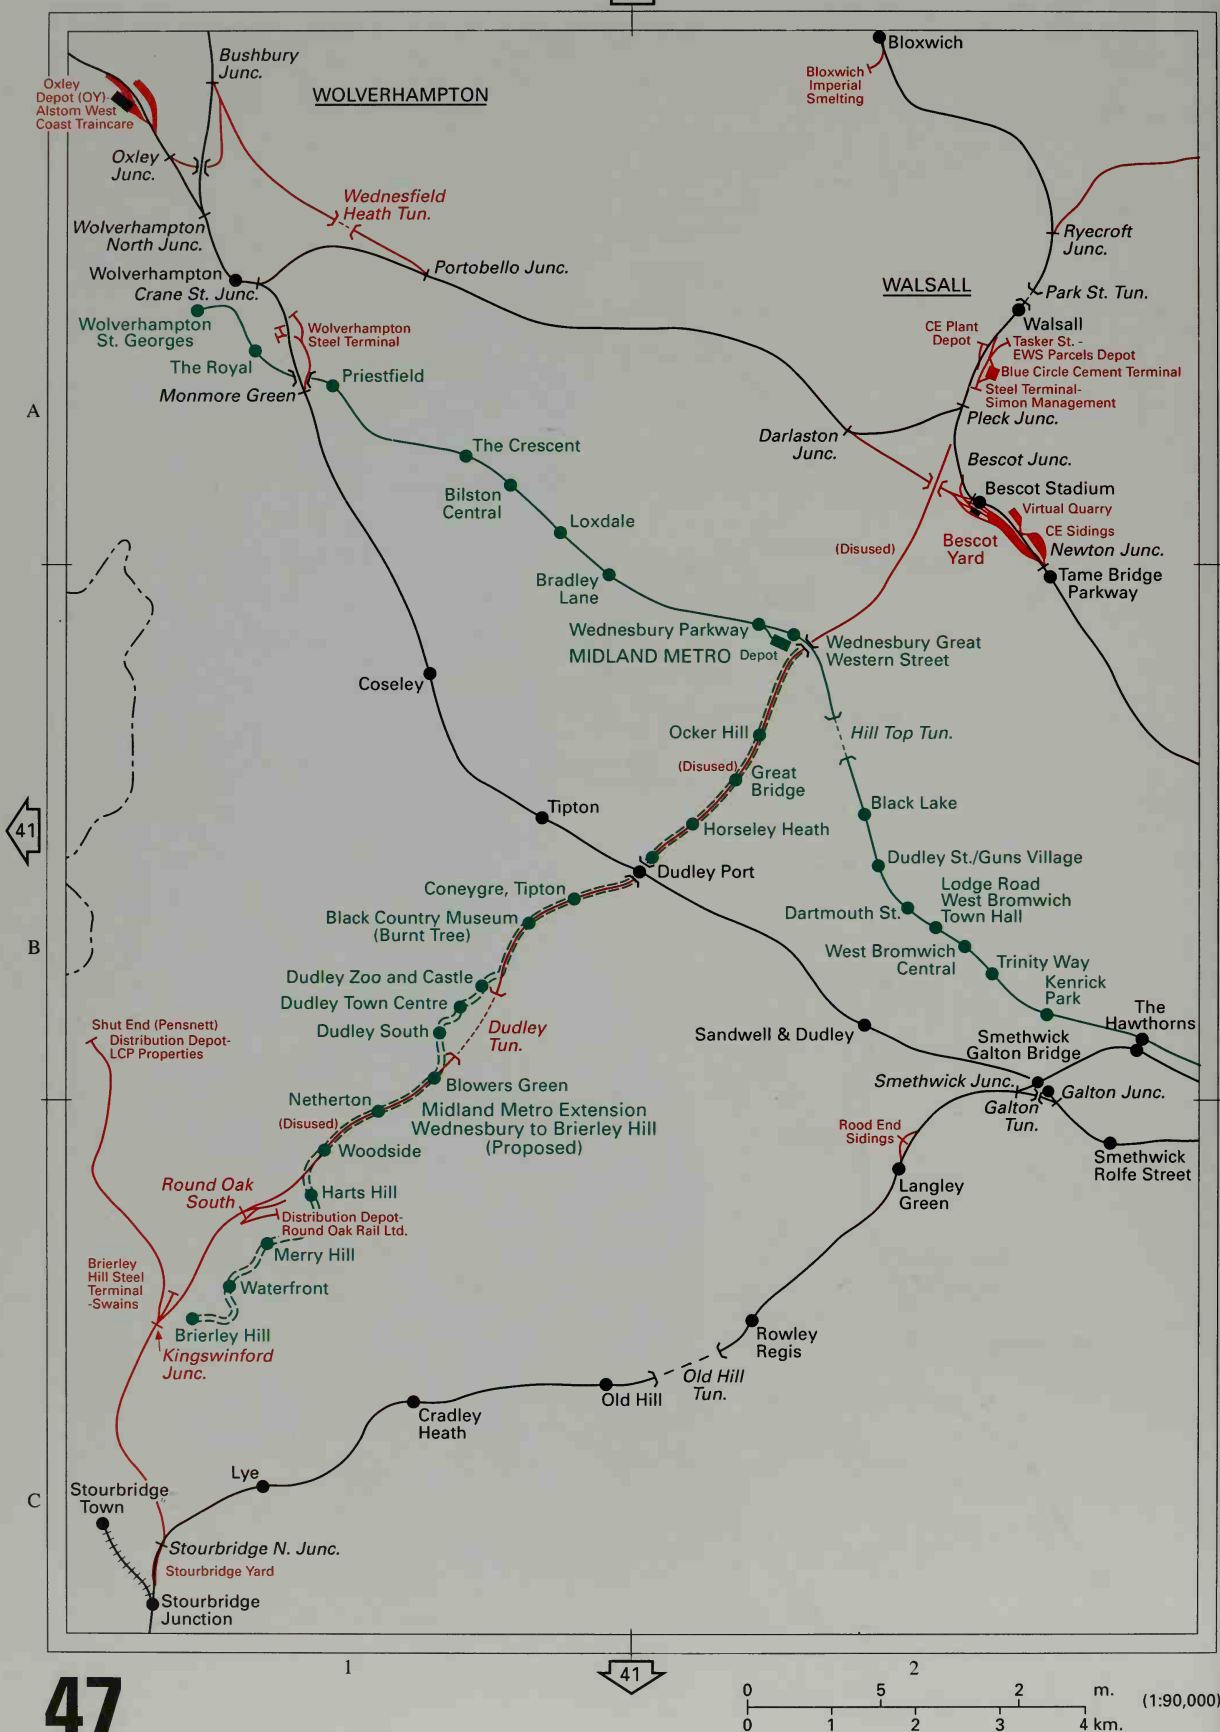 Bloxwich
Bushbury
Junc.
Bloxwich
Imperial
Smelting
Oxley
Depot (OY)-
Alstom West
Coast Traincare
WOLVERHAMPTON
Oxley
Junc.
Wednesfield
Heath Tun.
Wolverhampton
North Junc.
Ryecroft
Junc.
Wolverhampton
Portobello Junc.
Crane St. Junc.
WALSALL
Park St. Tun.
Wolverhampton
St. Georges
Wolverhampton
Steel Terminal
Walsall
CE Plant
Depot
Tasker St. -
EWS Parcels Depot
The Royal
Priestfield
Blue Circle Cement Terminal
Monmore Green
Steel Terminal-
Simon Management
A
Pleck Junc.
Darlaston
Junc.
The Crescent
Bescot Junc.
Bilston
Central
Bescot Stadium
Virtual Quarry
Loxdale
CE Sidings
(Disused)
Bescot
Yard
Newton Junc.
Bradley
Lane
Tame Bridge
Parkway
Wednesbury Parkway
MIDLAND METRO Depot
Wednesbury Great
Western Street
Coseley
Ocker Hill
Hill Top Tun.
(Disused)
Great
Bridge
Tipton
Black Lake
41
Horseley Heath
Dudley St./Guns Village
Dudley Port
Coneygre, Tipton
Lodge Road
West Bromwich
Town Hall
Black Country Museum
(Burnt Tree)
Dartmouth St.
B
West Bromwich
Central
Trinity Way
Dudley Zoo and Castle
Kenrick
Park
Dudley Town Centre
The
Hawthorns
Shut End (Pensnett)
Distribution Depot-
LCP Properties
Dudley South
Dudley
Tun.
Sandwell & Dudley
Smethwick
Galton Bridge
Blowers Green
Smethwick Junc.
Galton Junc.
Netherton
Midland Metro Extension
Wednesbury to Brierley Hill
(Proposed)
Galton
Tun.
(Disused)
Rood End
Sidings
Woodside
Smethwick
Rolfe Street
Round Oak
South
Harts Hill
Langley
Green
Distribution Depot-
Round Oak Rail Ltd.
Merry Hill
Brierley
Hill Steel
Terminal
-Swains
Waterfront
Brierley Hill
Rowley
Regis
Kingswinford
Junc.
Old Hill
Tun.
Old Hill
Cradley
Heath
Lye
C
Stourbridge
Town
Stourbridge N. Junc.
Stourbridge Yard
Stourbridge
Junction
1
41
2
47
0 5 2 m.
(1:90,000)
0 1 2 3 4 km.